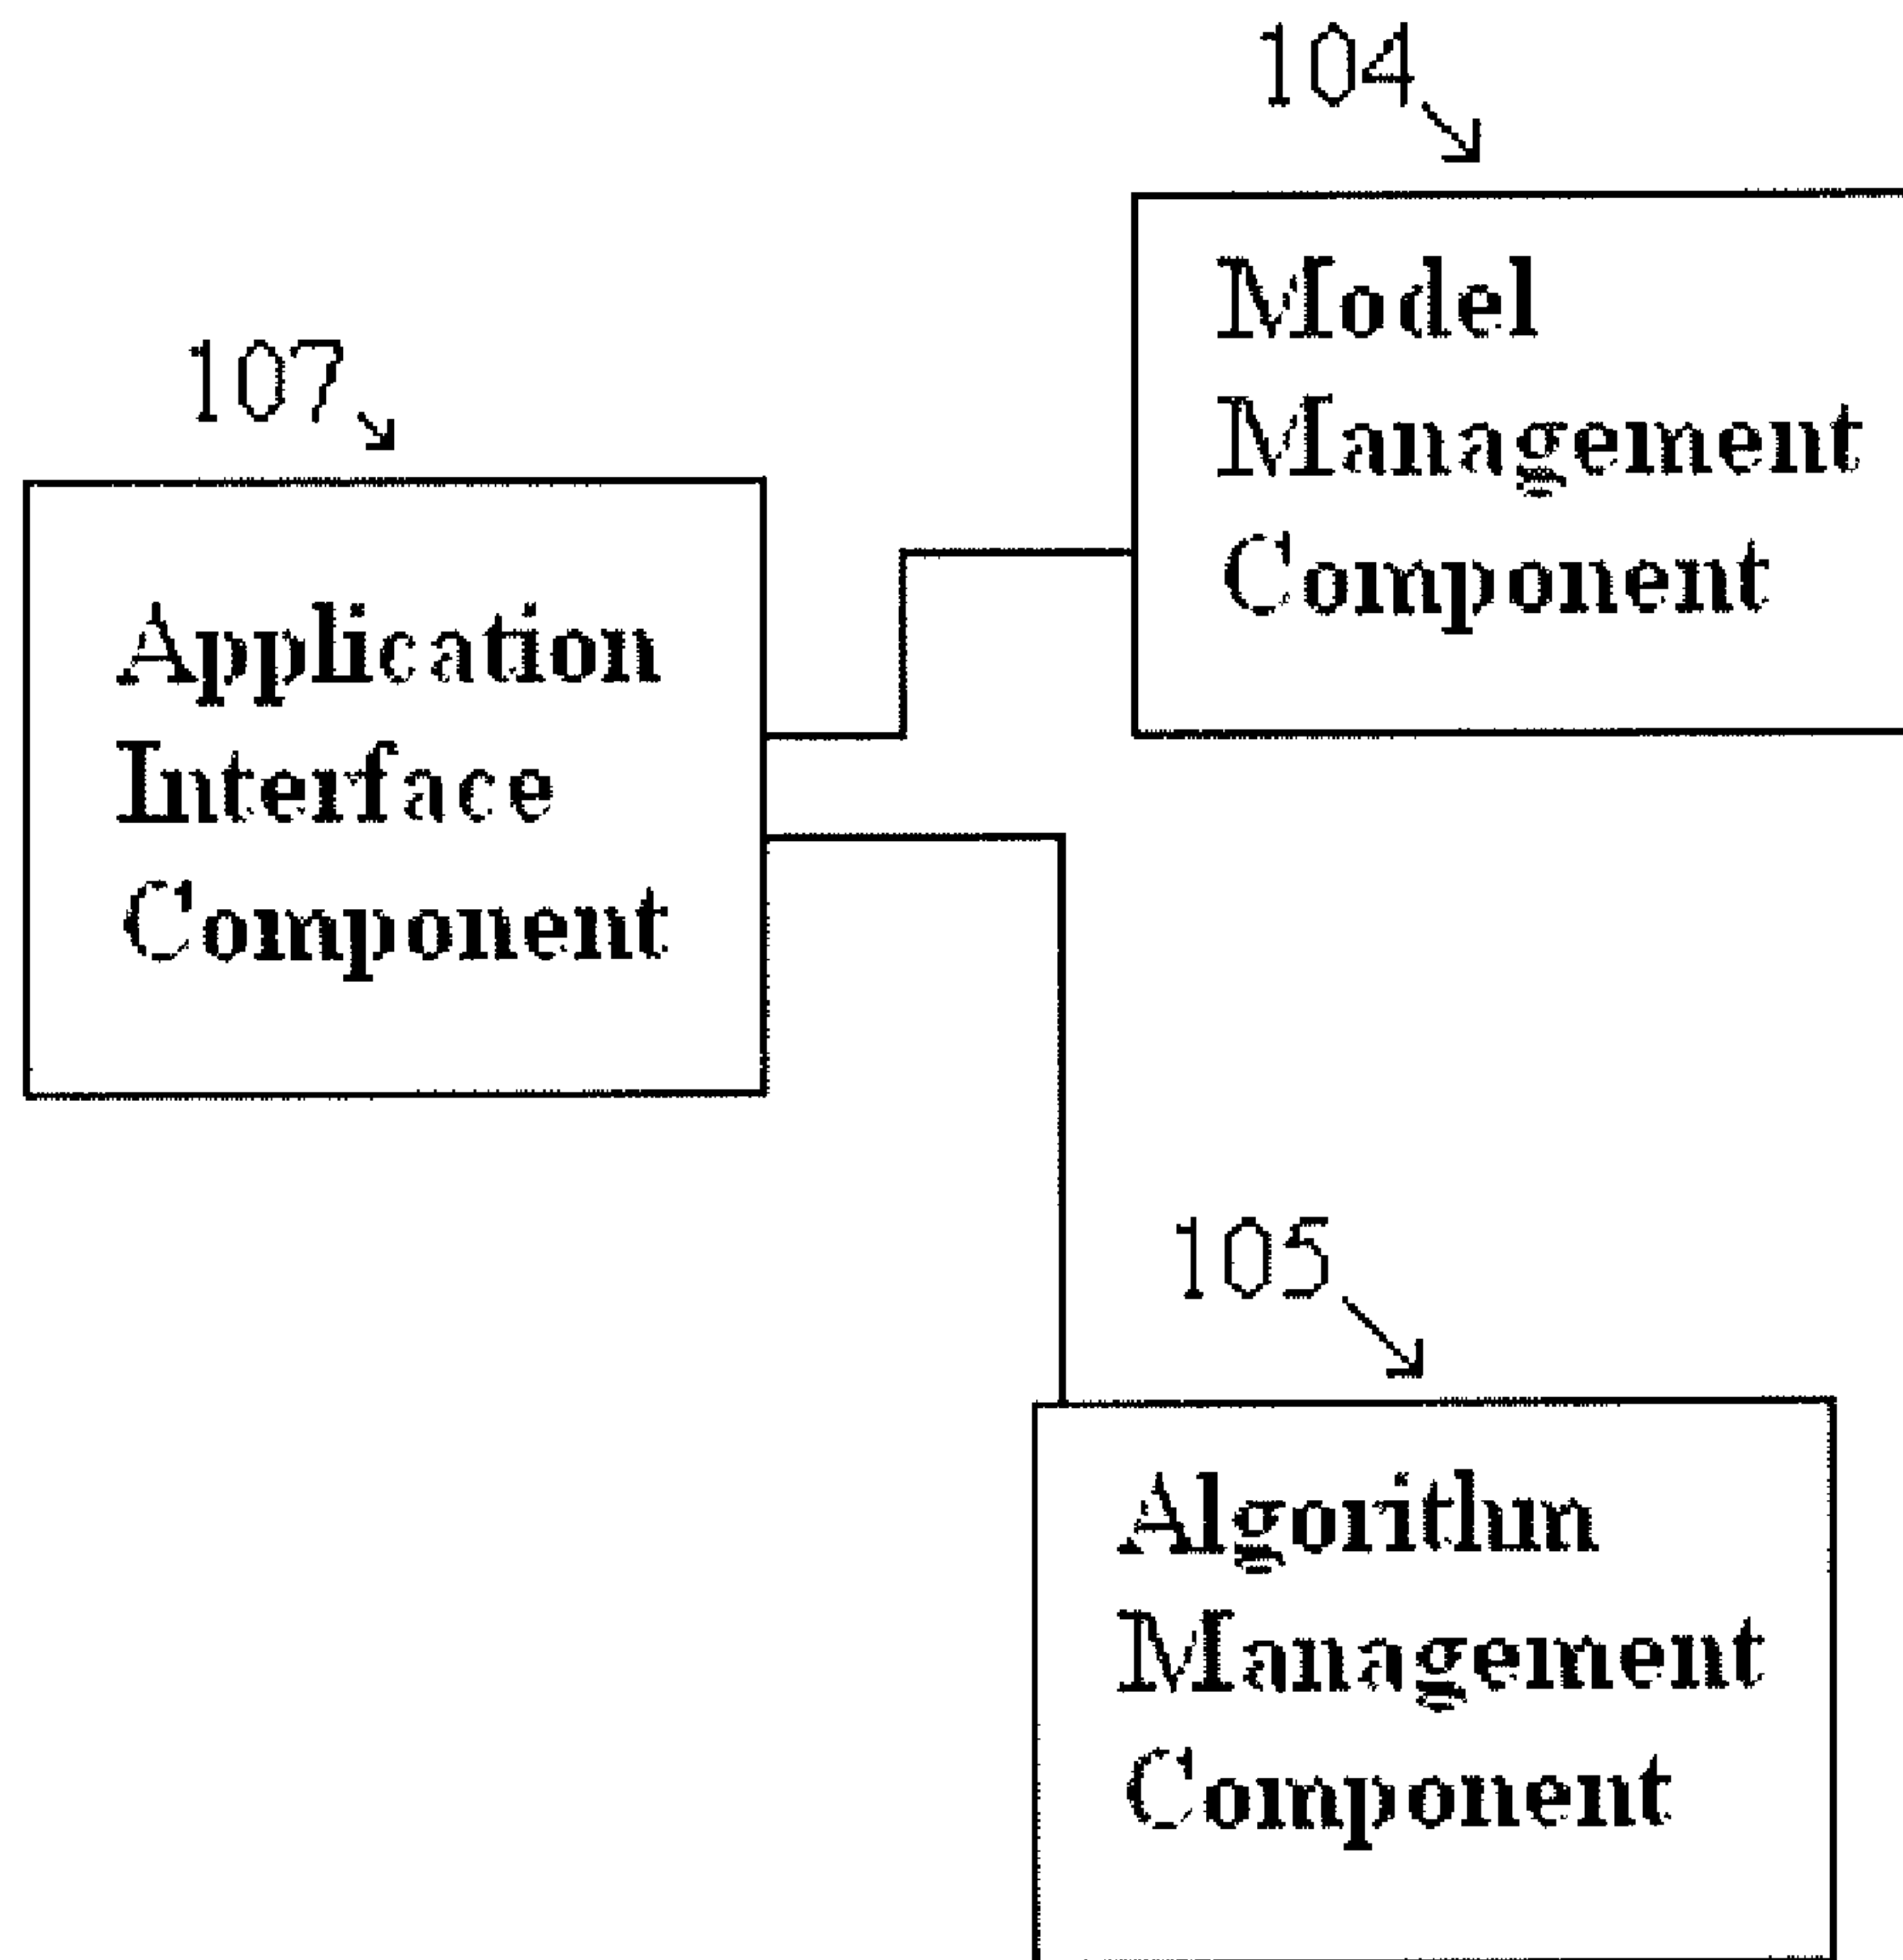 104
Model
Management
Component
107
Application
Interface
Component
105
Algorithm
Management
Component